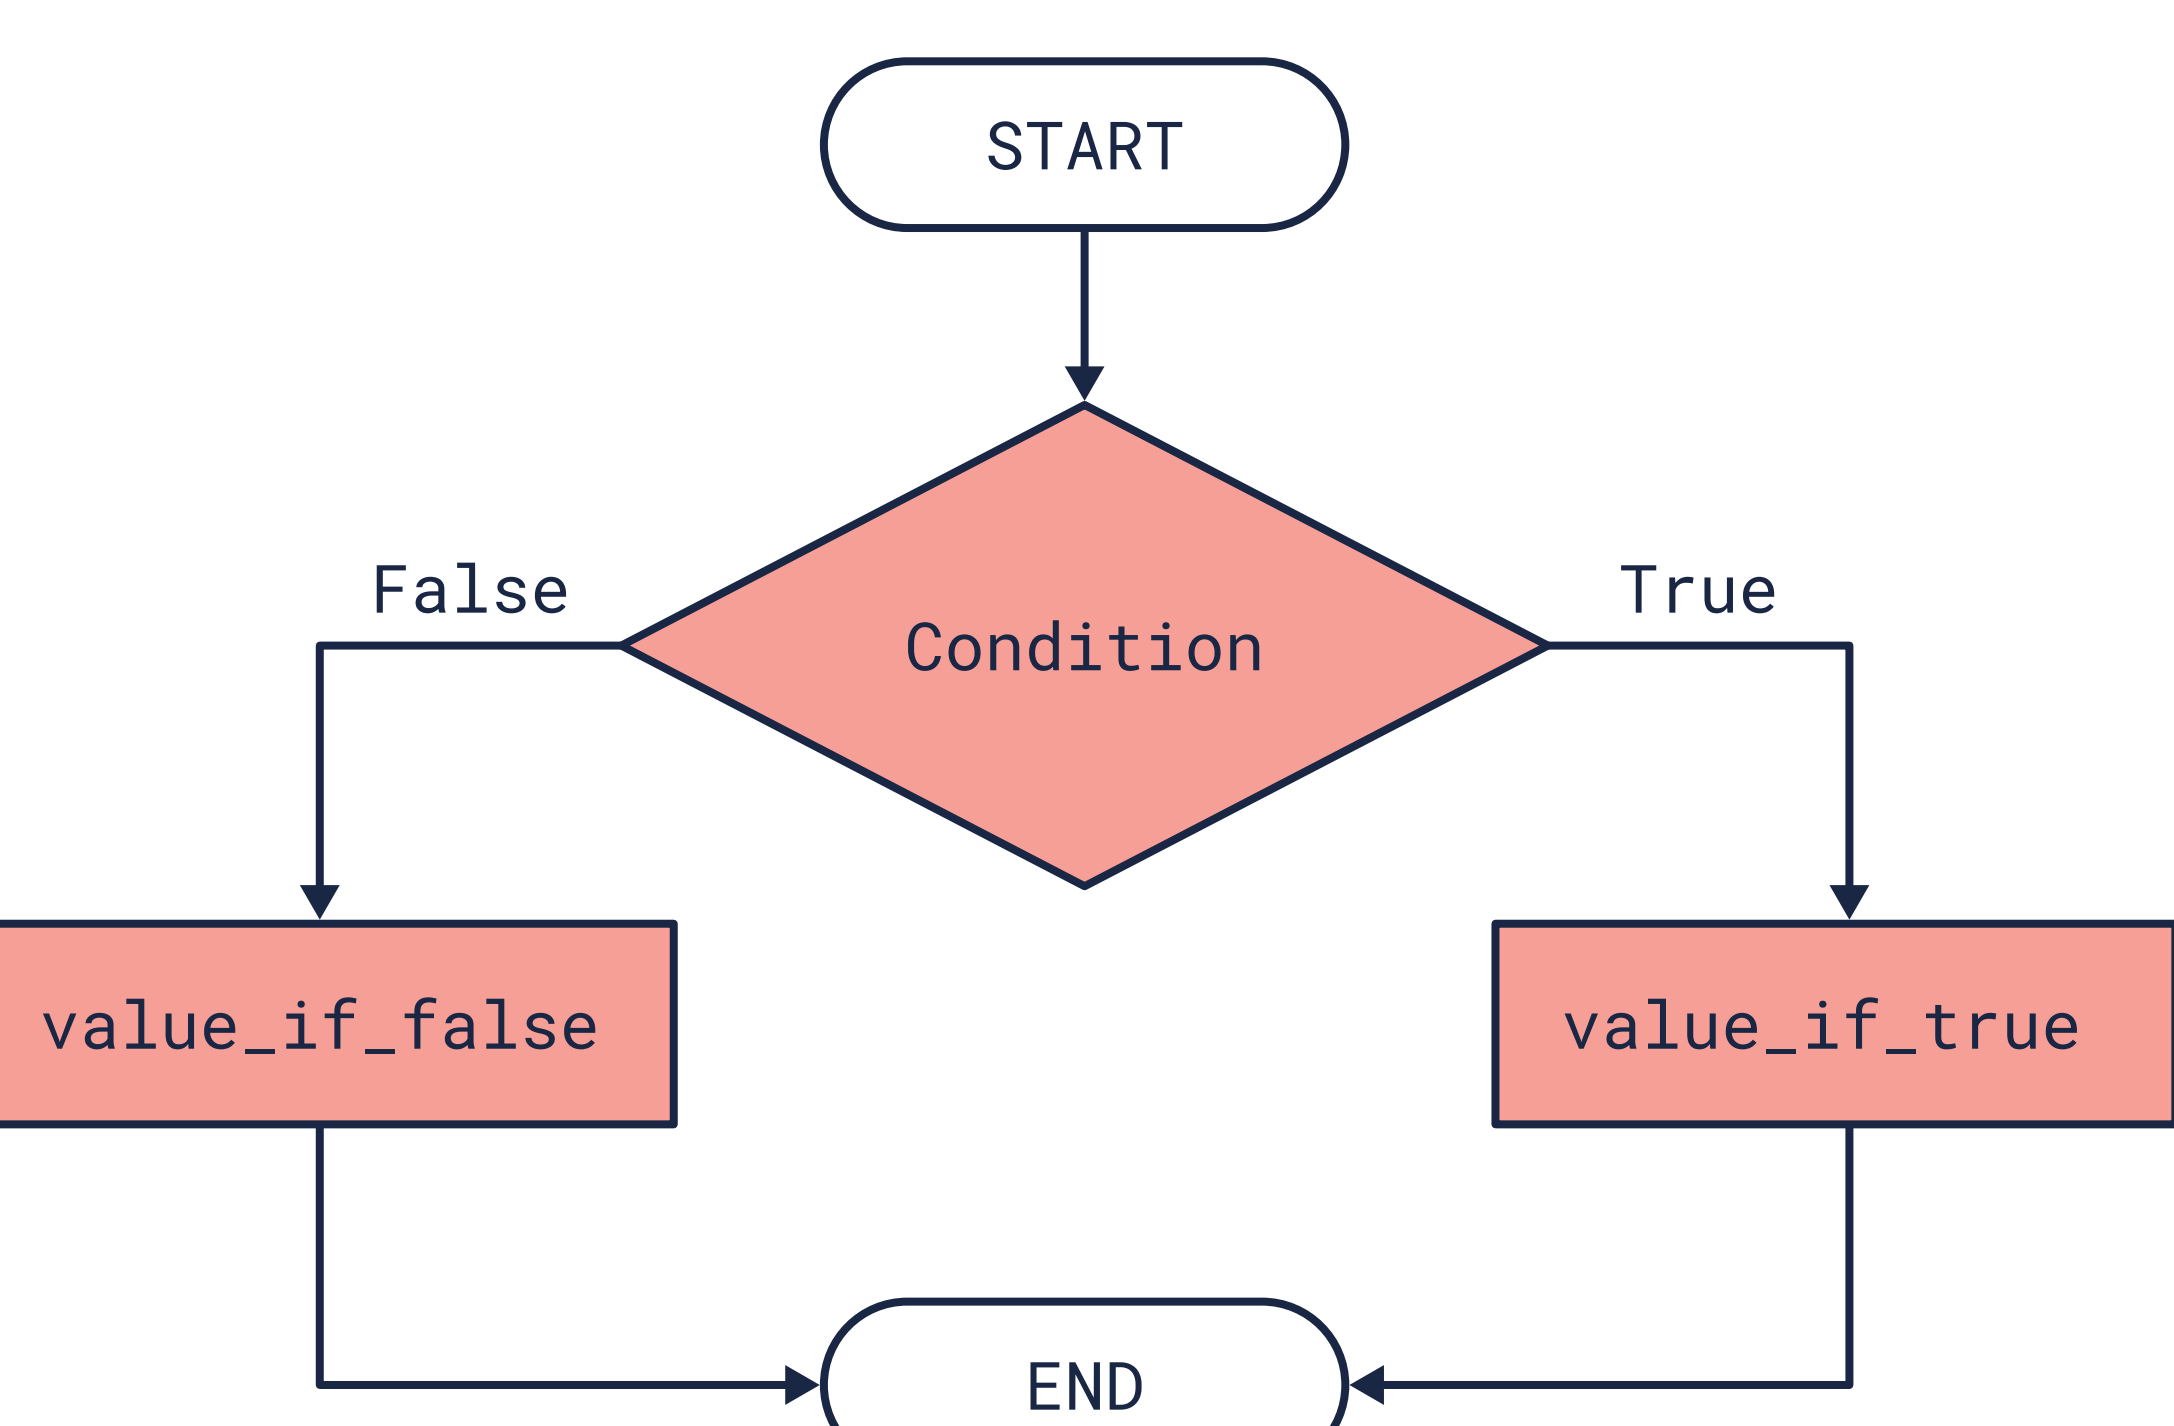 START
False
True
Condition
value_if_false
value_if_true
END